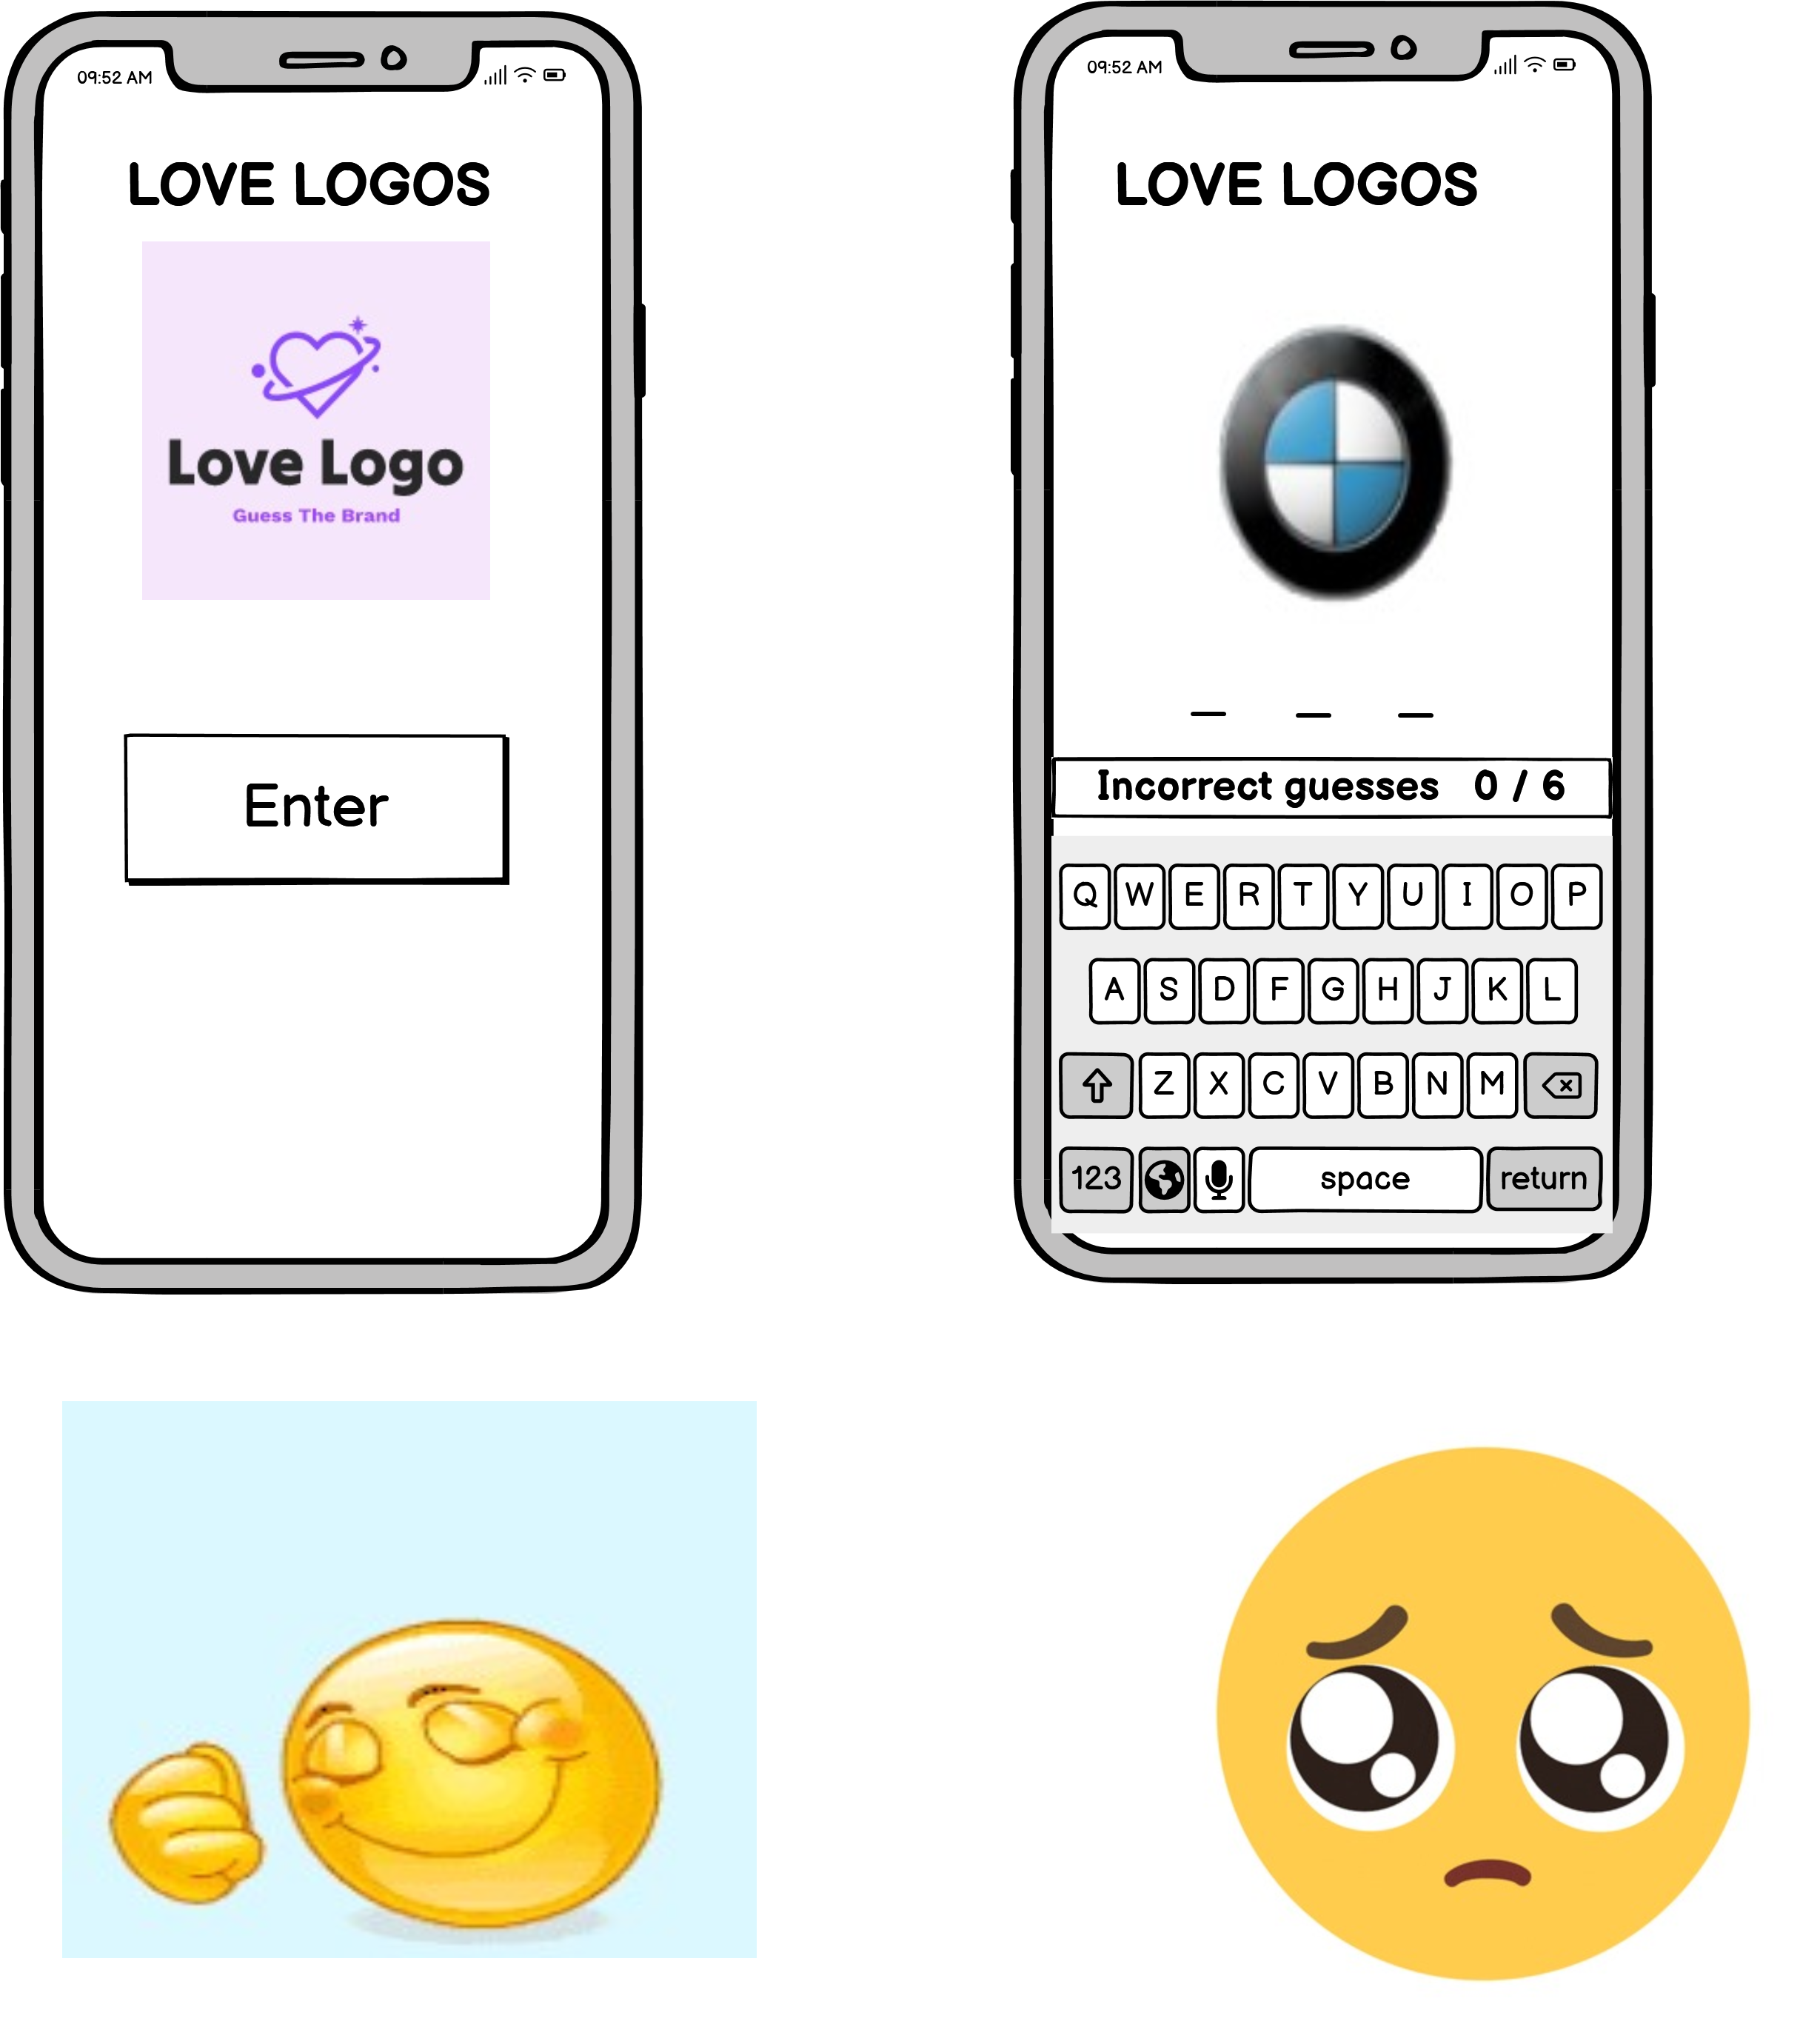 09:52 AM
LOVE LOGOS
Love Logo
Guess The Brand
Enter
09:52 AM
LOVE LOGOS
_ _ _
Incorrect guesses 0 / 6
Q W E R T Y U I O P
A S D F G H J K L
Z X C V B N M
123 space return